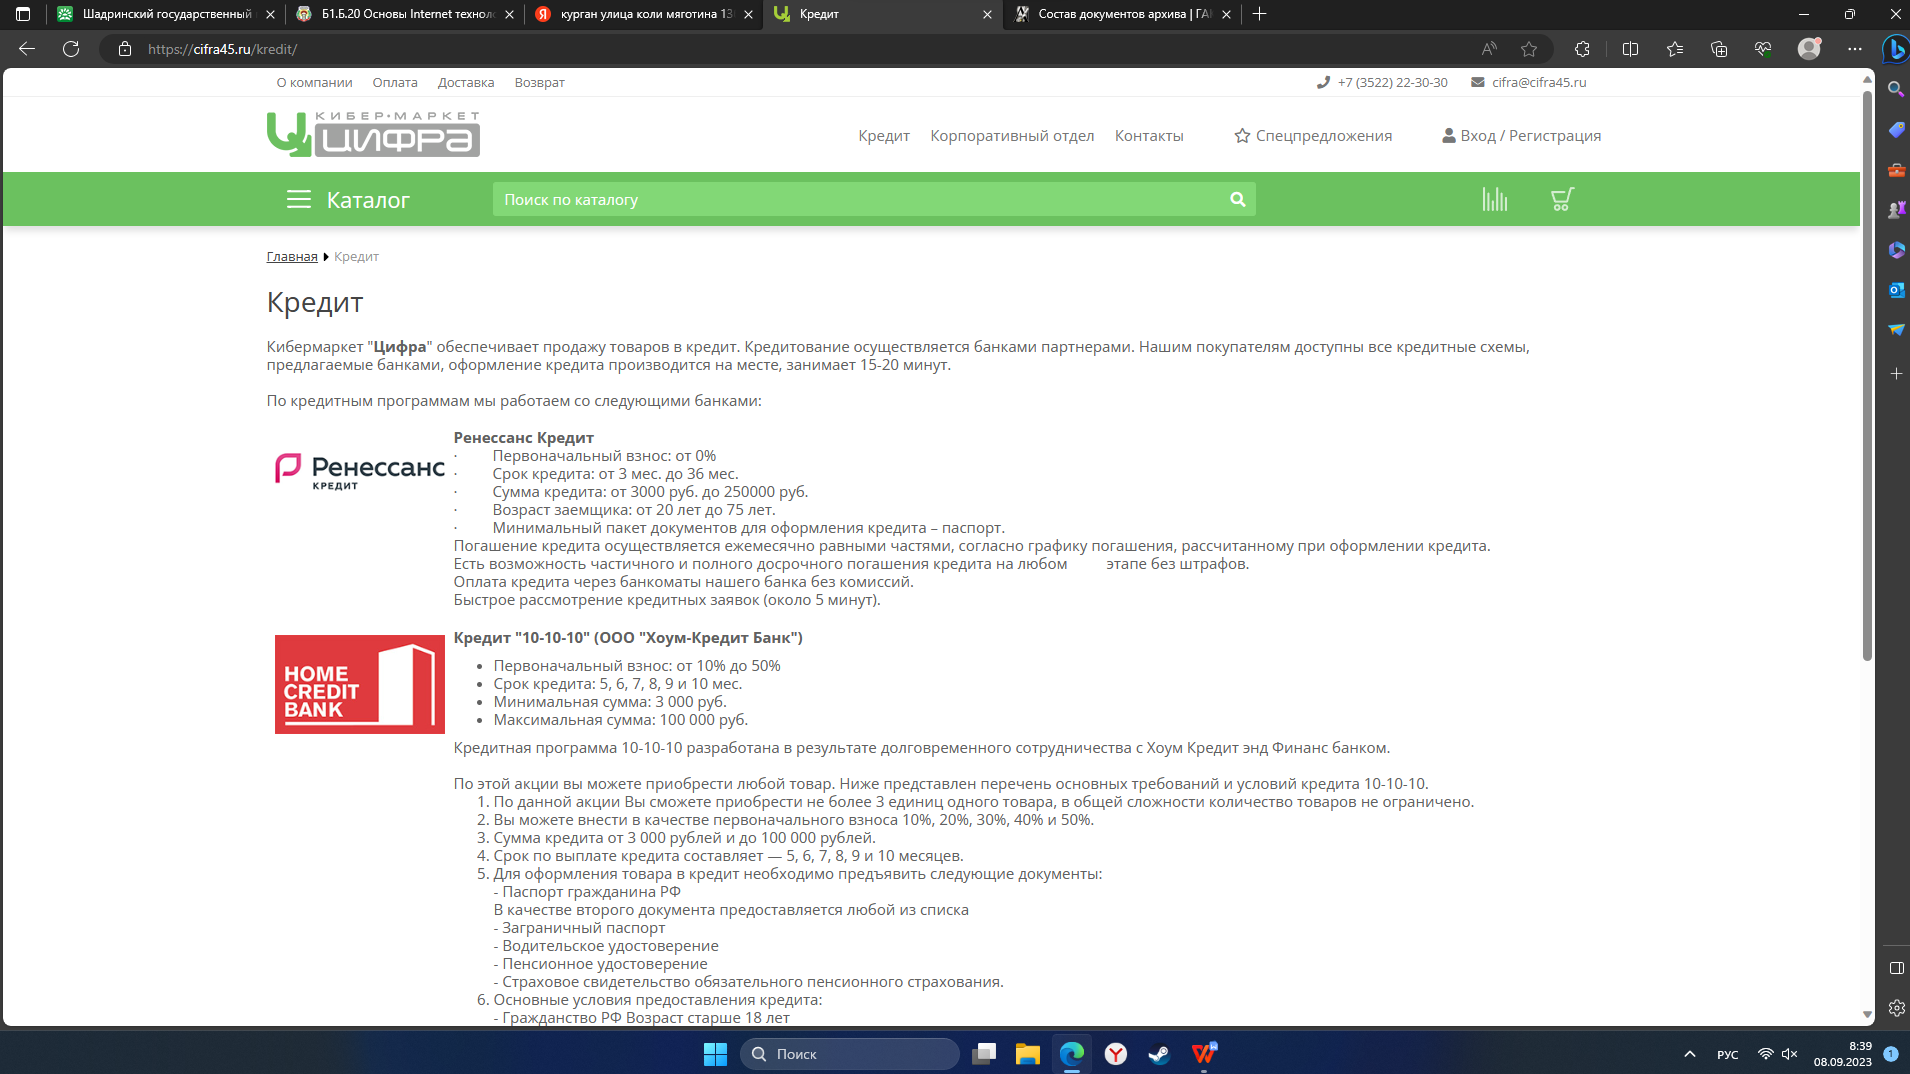 Шадринский государственный
Б1.Б.20 Основы Internet технол
курган улица коли мяготина 13
Кредит
Состав документов архива | ГА
https://cifra45.ru/kredit/
О компании Оплата Доставка Возврат
+7 (3522) 22-30-30 cifra@cifra45.ru
КИБЕР•МАРКЕТ
ЦИФРА
Кредит Корпоративный отдел Контакты Спецпредложения Вход / Регистрация
Каталог Поиск по каталогу
Главная Кредит
Кредит
Кибермаркет "Цифра" обеспечивает продажу товаров в кредит. Кредитование осуществляется банками партнерами. Нашим покупателям доступны все кредитные схемы,
предлагаемые банками, оформление кредита производится на месте, занимает 15-20 минут.
По кредитным программам мы работаем со следующими банками:
Ренессанс
КРЕДИТ
Ренессанс Кредит
· Первоначальный взнос: от 0%
· Срок кредита: от 3 мес. до 36 мес.
· Сумма кредита: от 3000 руб. до 250000 руб.
· Возраст заемщика: от 20 лет до 75 лет.
· Минимальный пакет документов для оформления кредита – паспорт.
Погашение кредита осуществляется ежемесячно равными частями, согласно графику погашения, рассчитанному при оформлении кредита.
Есть возможность частичного и полного досрочного погашения кредита на любом этапе без штрафов.
Оплата кредита через банкоматы нашего банка без комиссий.
Быстрое рассмотрение кредитных заявок (около 5 минут).
HOME
CREDIT
BANK
Кредит "10-10-10" (ООО "Хоум-Кредит Банк")
• Первоначальный взнос: от 10% до 50%
• Срок кредита: 5, 6, 7, 8, 9 и 10 мес.
• Минимальная сумма: 3 000 руб.
• Максимальная сумма: 100 000 руб.
Кредитная программа 10-10-10 разработана в результате долговременного сотрудничества с Хоум Кредит энд Финанс банком.
По этой акции вы можете приобрести любой товар. Ниже представлен перечень основных требований и условий кредита 10-10-10.
1. По данной акции Вы сможете приобрести не более 3 единиц одного товара, в общей сложности количество товаров не ограничено.
2. Вы можете внести в качестве первоначального взноса 10%, 20%, 30%, 40% и 50%.
3. Сумма кредита от 3 000 рублей и до 100 000 рублей.
4. Срок по выплате кредита составляет — 5, 6, 7, 8, 9 и 10 месяцев.
5. Для оформления товара в кредит необходимо предъявить следующие документы:
- Паспорт гражданина РФ
В качестве второго документа предоставляется любой из списка
- Заграничный паспорт
- Водительское удостоверение
- Пенсионное удостоверение
- Страховое свидетельство обязательного пенсионного страхования.
6. Основные условия предоставления кредита:
- Гражданство РФ Возраст старше 18 лет
Поиск
РУС
8:39
08.09.2023
1